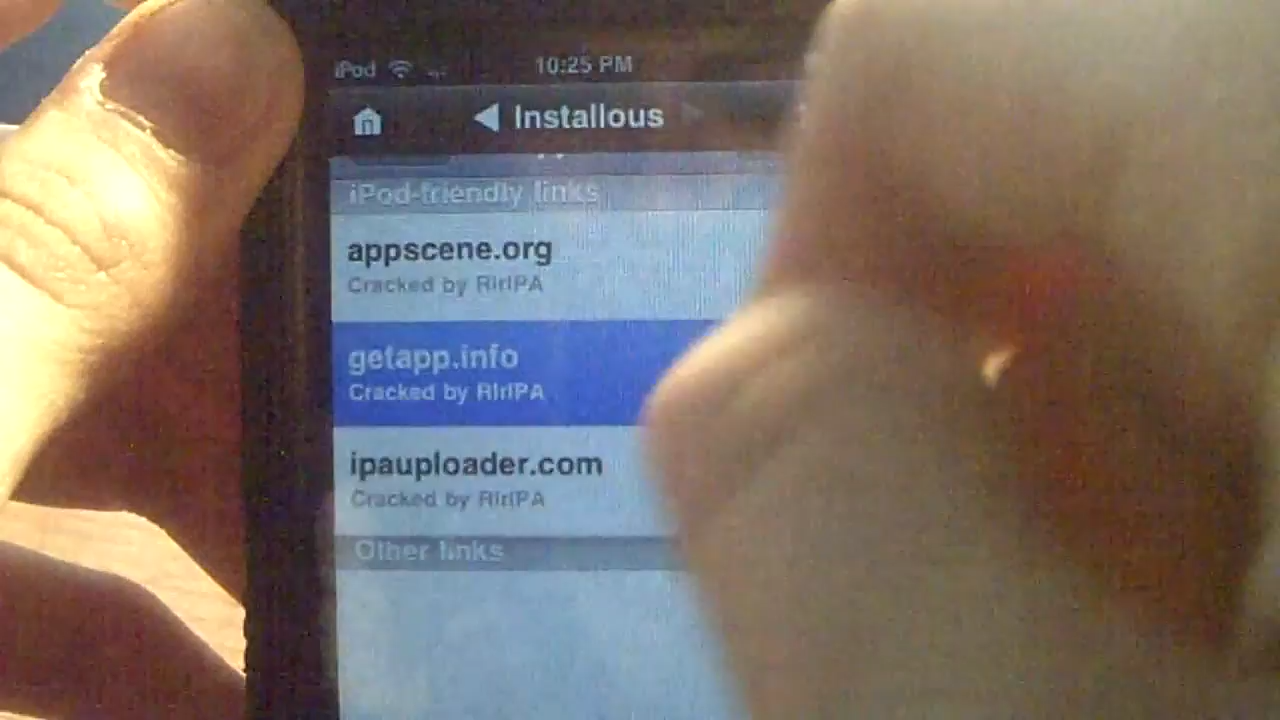 iPod
10:25 PM
Installous
iPod-friendly links
appscene.org
Cracked by RIrIPA
getapp.info
Cracked by RIrIPA
ipauploader.com
Cracked by RIrIPA
Other links